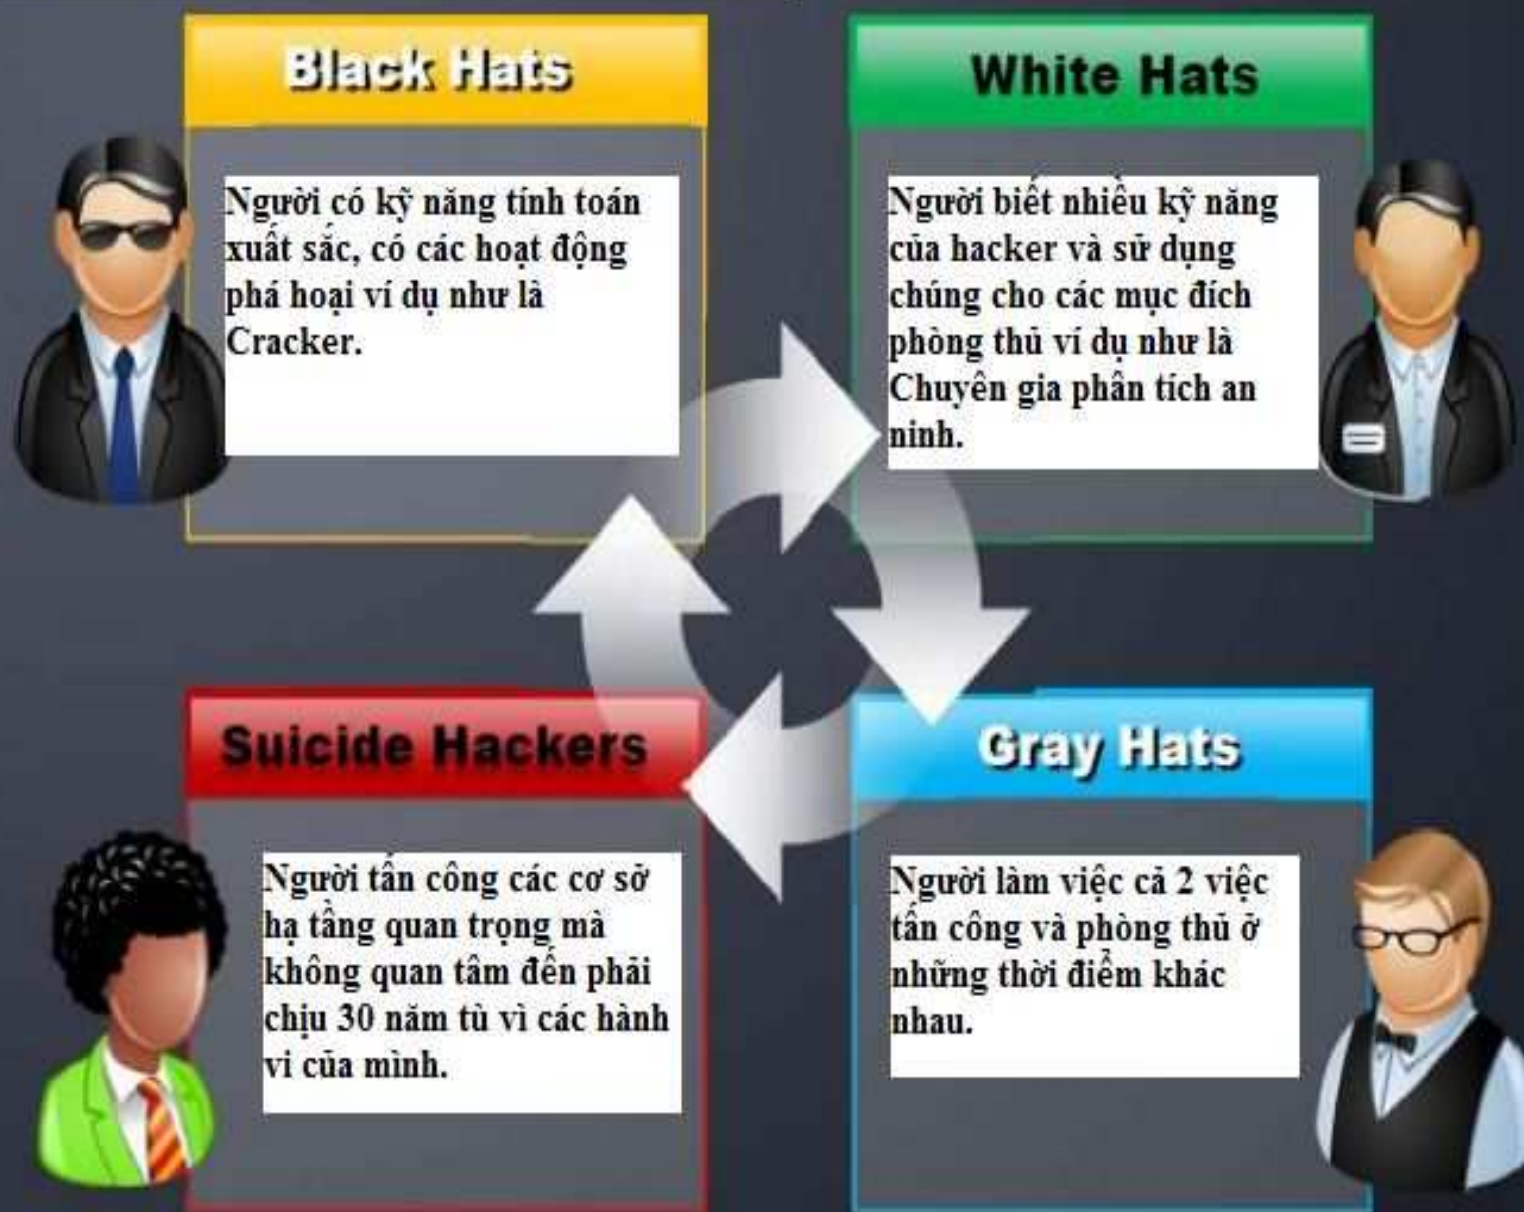 Black Hats
Người có kỹ năng tính toán
xuất sắc, có các hoạt động
phá hoại ví dụ như là
Cracker.
White Hats
Người biết nhiều kỹ năng
của hacker và sử dụng
chúng cho các mục đích
phòng thủ ví dụ như là
Chuyên gia phân tích an
ninh.
Suicide Hackers
Người tấn công các cơ sở
hạ tầng quan trọng mà
không quan tâm đến phải
chịu 30 năm tù vì các hành
vi của mình.
Gray Hats
Người làm việc cả 2 việc
tấn công và phòng thủ ở
những thời điểm khác
nhau.